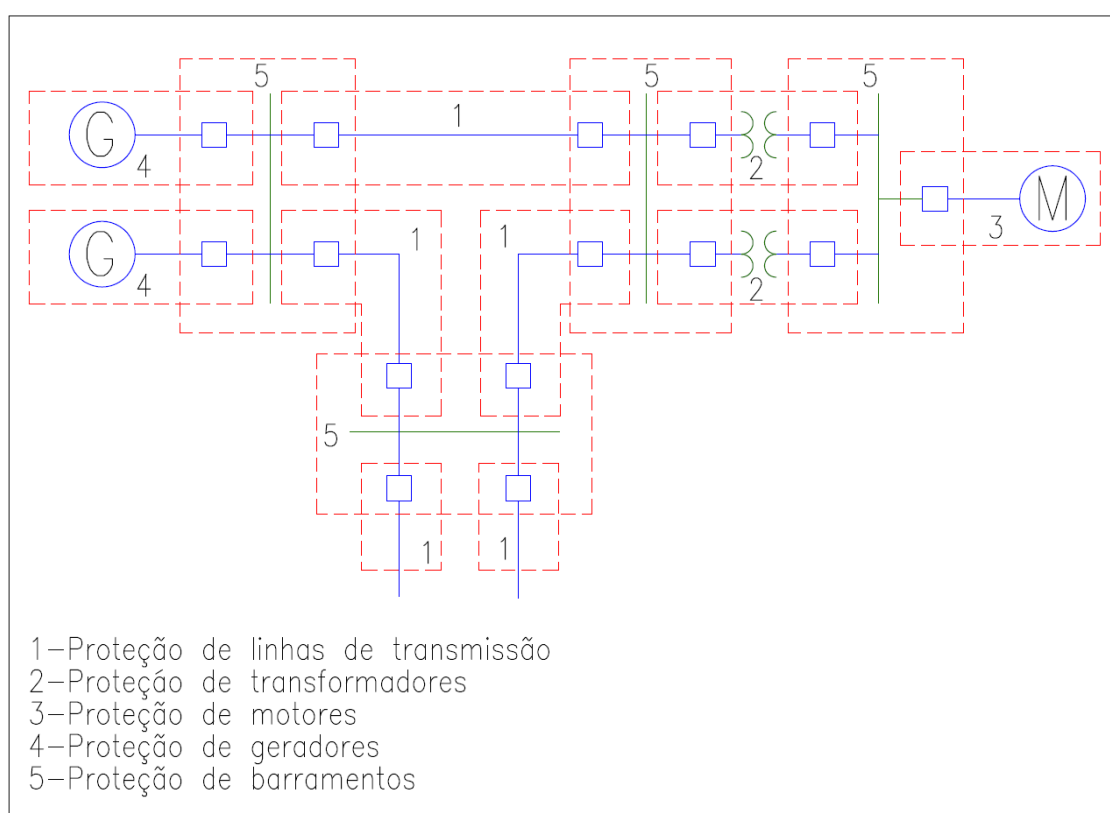 5
5
5
G
4
1
2
M
3
G
4
1
1
2
5
1
1
1-Proteção de linhas de transmissão
2-Proteçáo de transformadores
3-Proteção de motores
4-Proteção de geradores
5-Proteção de barramentos